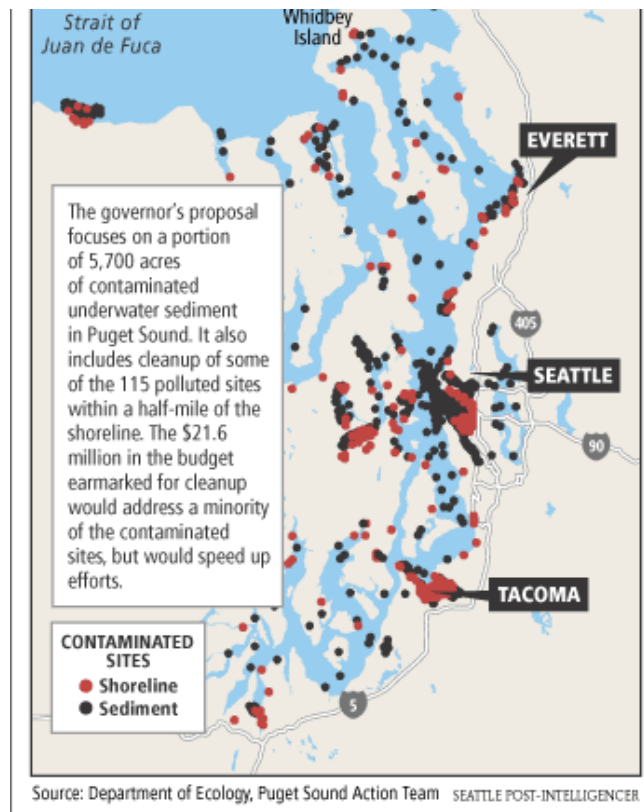 Strait of
Juan de Fuca
Whidbey
Island
EVERETT
The governor's proposal
focuses on a portion
of 5,700 acres
of contaminated
underwater sediment
in Puget Sound. It also
includes cleanup of some
of the 115 polluted sites
within a half-mile of the
shoreline. The $21.6
million in the budget
earmarked for cleanup
would address a minority
of the contaminated
sites, but would speed up
efforts.
405
SEATTLE
90
TACOMA
CONTAMINATED
SITES
Shoreline
Sediment
5
Source: Department of Ecology, Puget Sound Action Team SEATTLE POST-INTELLIGENCER